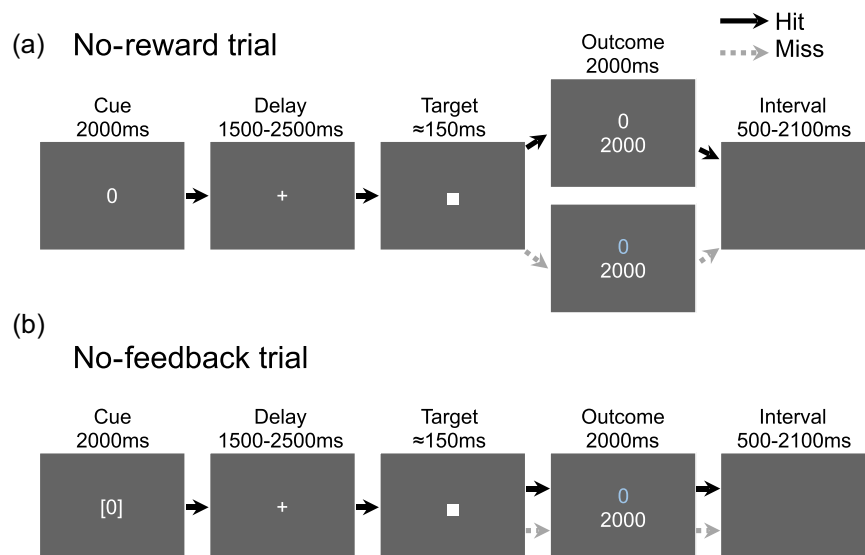 Hit
Miss
(a) No-reward trial
Outcome
2000ms
Cue
2000ms
Delay
1500-2500ms
Target
≈150ms
Interval
500-2100ms
0
+
0
2000
0
2000
(b)
No-feedback trial
Cue
2000ms
Delay
1500-2500ms
Target
≈150ms
Outcome
2000ms
Interval
500-2100ms
[0]
+
0
2000